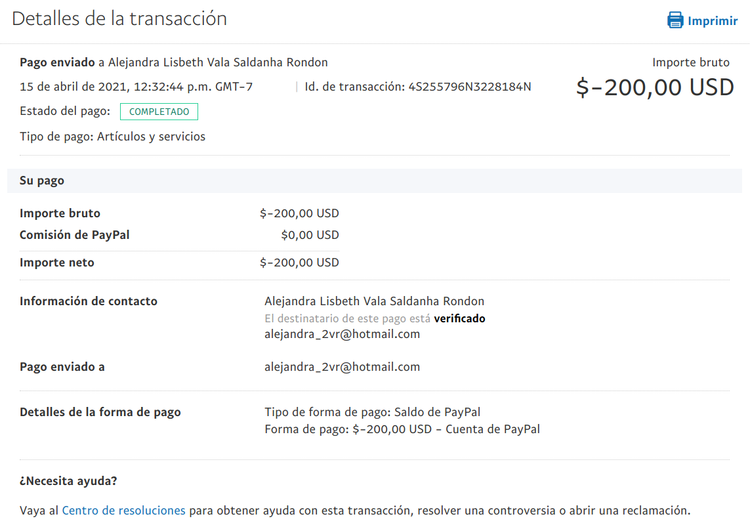 Detalles de la transacción
Imprimir
Pago enviado a Alejandra Lisbeth Vala Saldanha Rondon
Importe bruto
15 de abril de 2021, 12:32:44 p.m. GMT-7 | Id. de transacción: 4S255796N3228184N
$-200,00 USD
Estado del pago: COMPLETADO
Tipo de pago: Artículos y servicios
Su pago
Importe bruto $-200,00 USD
Comisión de PayPal $0,00 USD
Importe neto $-200,00 USD
Información de contacto Alejandra Lisbeth Vala Saldanha Rondon
El destinatario de este pago está verificado
alejandra_2vr@hotmail.com
Pago enviado a alejandra_2vr@hotmail.com
Detalles de la forma de pago Tipo de forma de pago: Saldo de PayPal
Forma de pago: $-200,00 USD - Cuenta de PayPal
¿Necesita ayuda?
Vaya al Centro de resoluciones para obtener ayuda con esta transacción, resolver una controversia o abrir una reclamación.